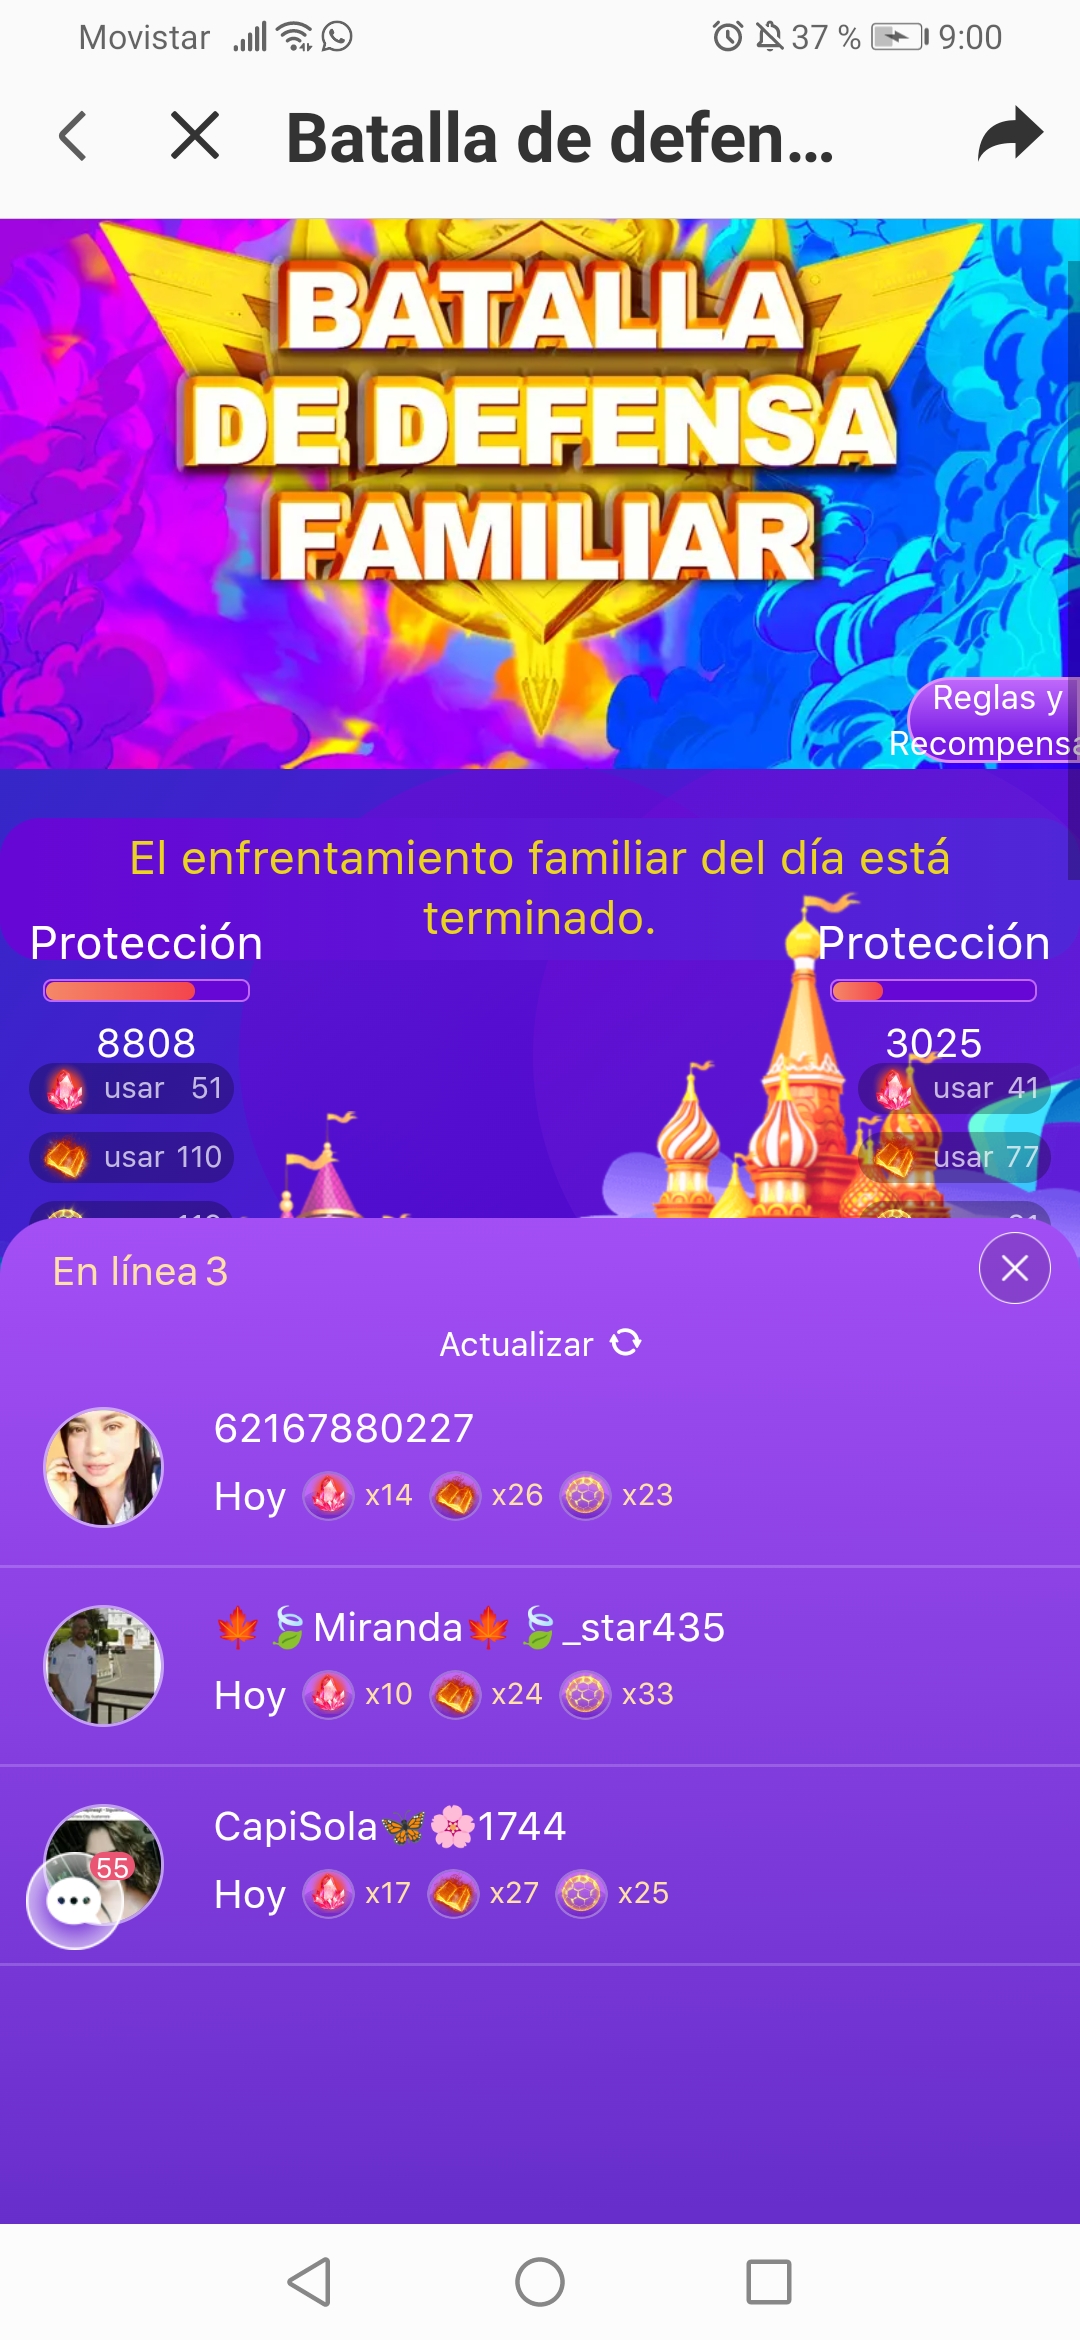 Movistar 37 % 9:00
Batalla de defen...
BATALLA
DE DEFENSA
FAMILIAR
Reglas y
Recompensa
El enfrentamiento familiar del día está
terminado.
Protección Protección
8808 3025
usar 51 usar 41
usar 110 usar 77
En línea 3
Actualizar
62167880227
Hoy x14 x26 x23
🍁🍃Miranda🍁🍃_star435
Hoy x10 x24 x33
CapiSola🦋🌸1744
55
Hoy x17 x27 x25